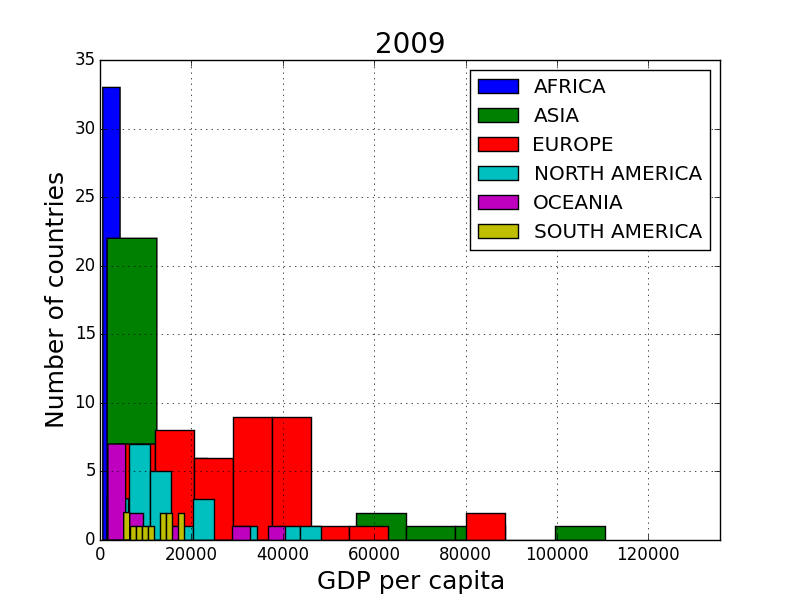 2009
35
30
25
20
15
10
5
0
Number of countries
AFRICA
ASIA
EUROPE
NORTH AMERICA
OCEANIA
SOUTH AMERICA
0 20000 40000 60000 80000 100000 120000
GDP per capita